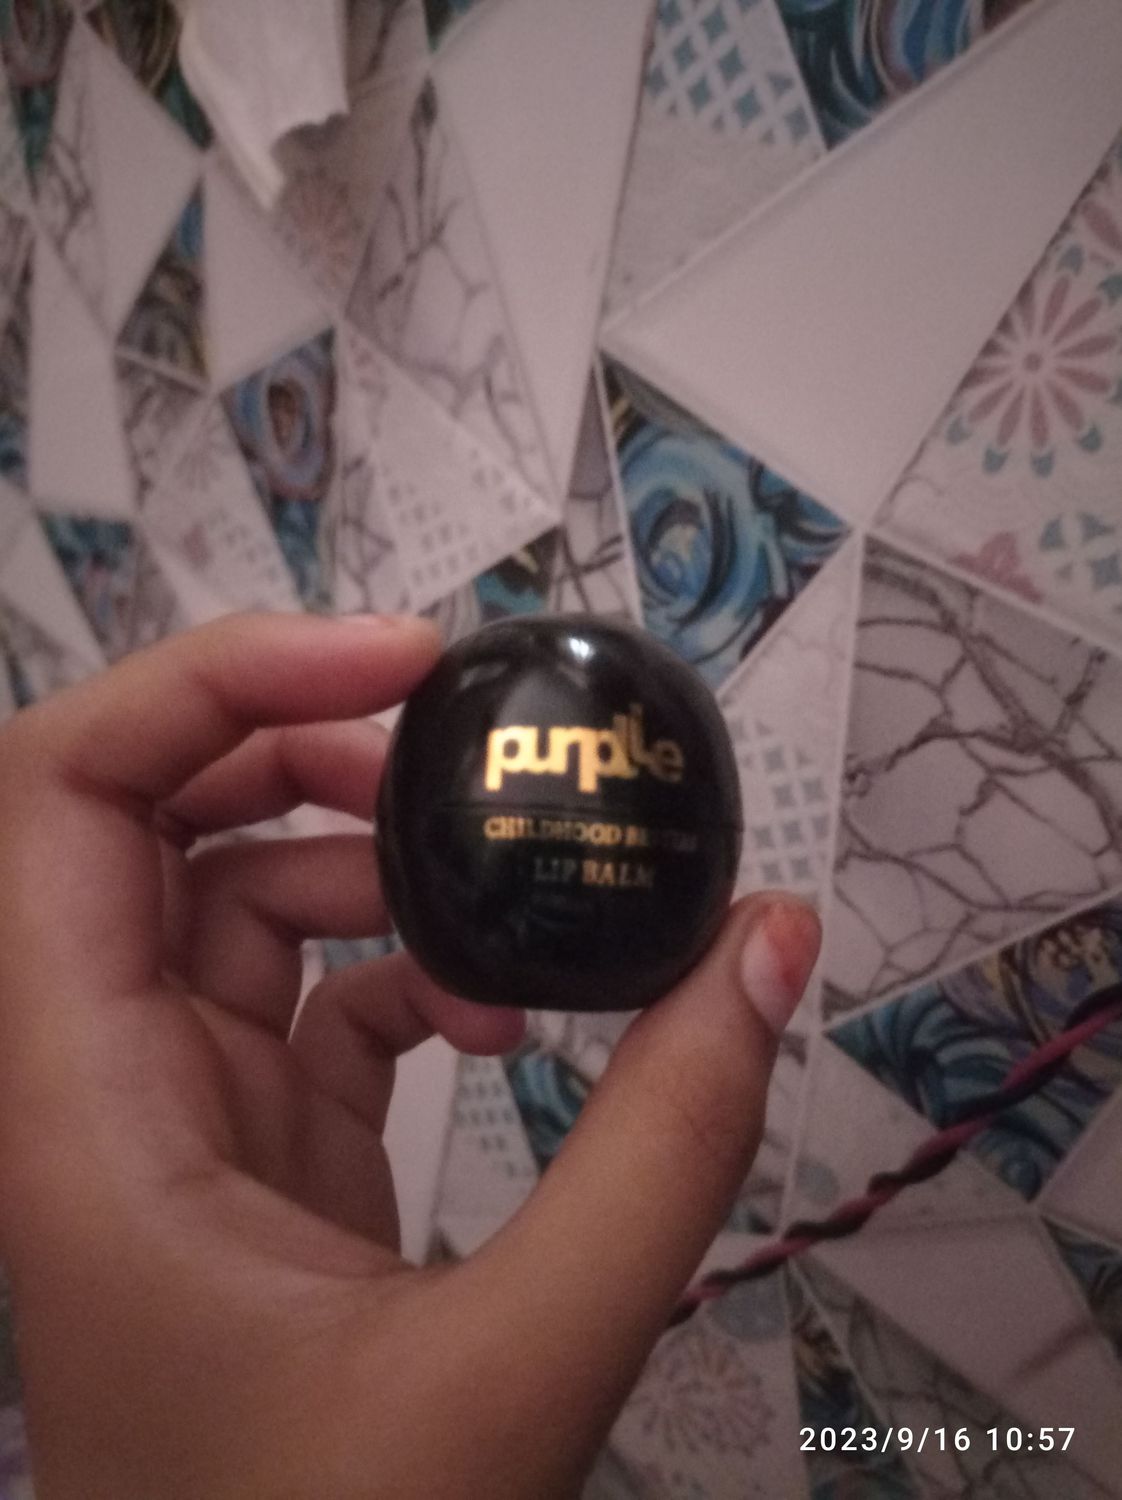 purplle
CHILDHOOD
LIP BALM
2023/9/16 10:57